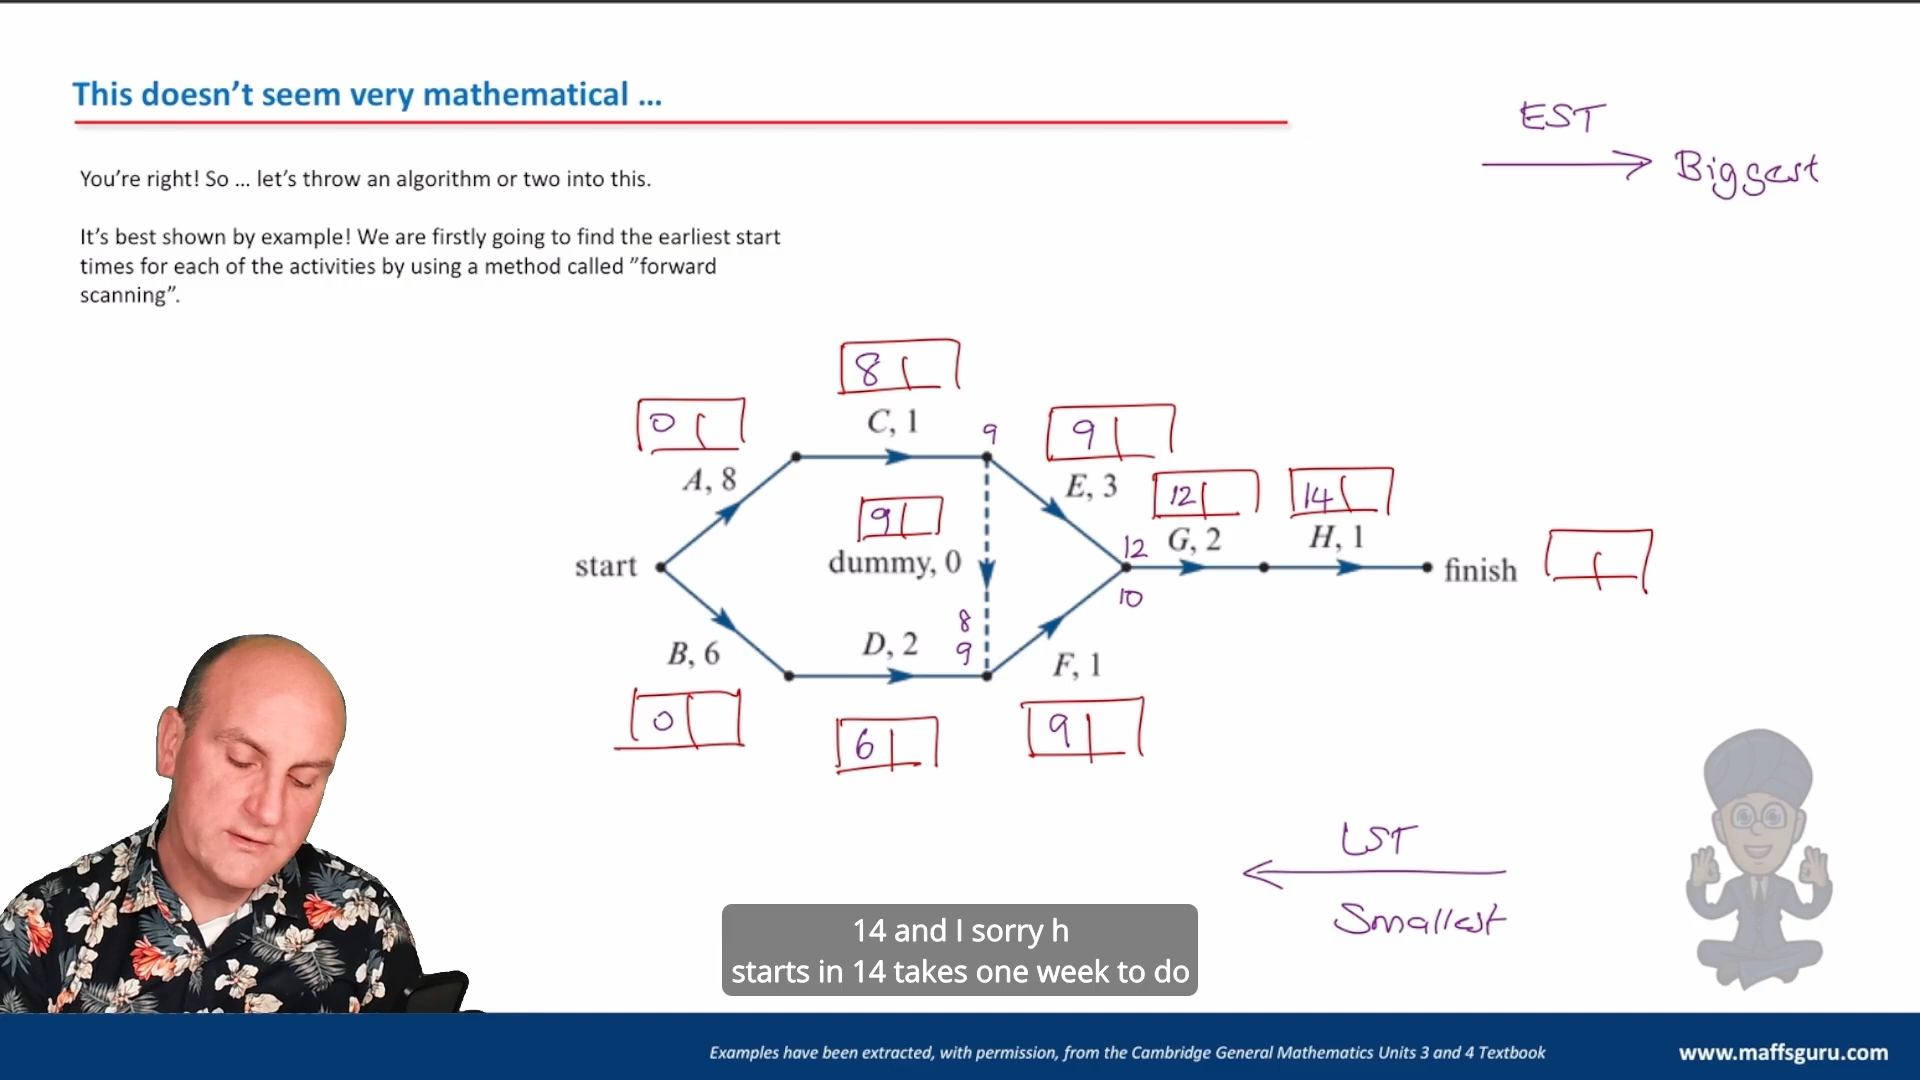 This doesn’t seem very mathematical ...
EST
Biggest
You’re right! So ... let’s throw an algorithm or two into this.
It’s best shown by example! We are firstly going to find the earliest start
times for each of the activities by using a method called ”forward
scanning”.
8
0
C, 1
9
9
A, 8
E, 3
12
14
9
12
G, 2
H, 1
start
dummy, 0
finish
10
8
B, 6
D, 2
9
F, 1
0
6
9
LST
Smallest
14 and I sorry h
starts in 14 takes one week to do
Examples have been extracted, with permission, from the Cambridge General Mathematics Units 3 and 4 Textbook
www.maffsguru.com